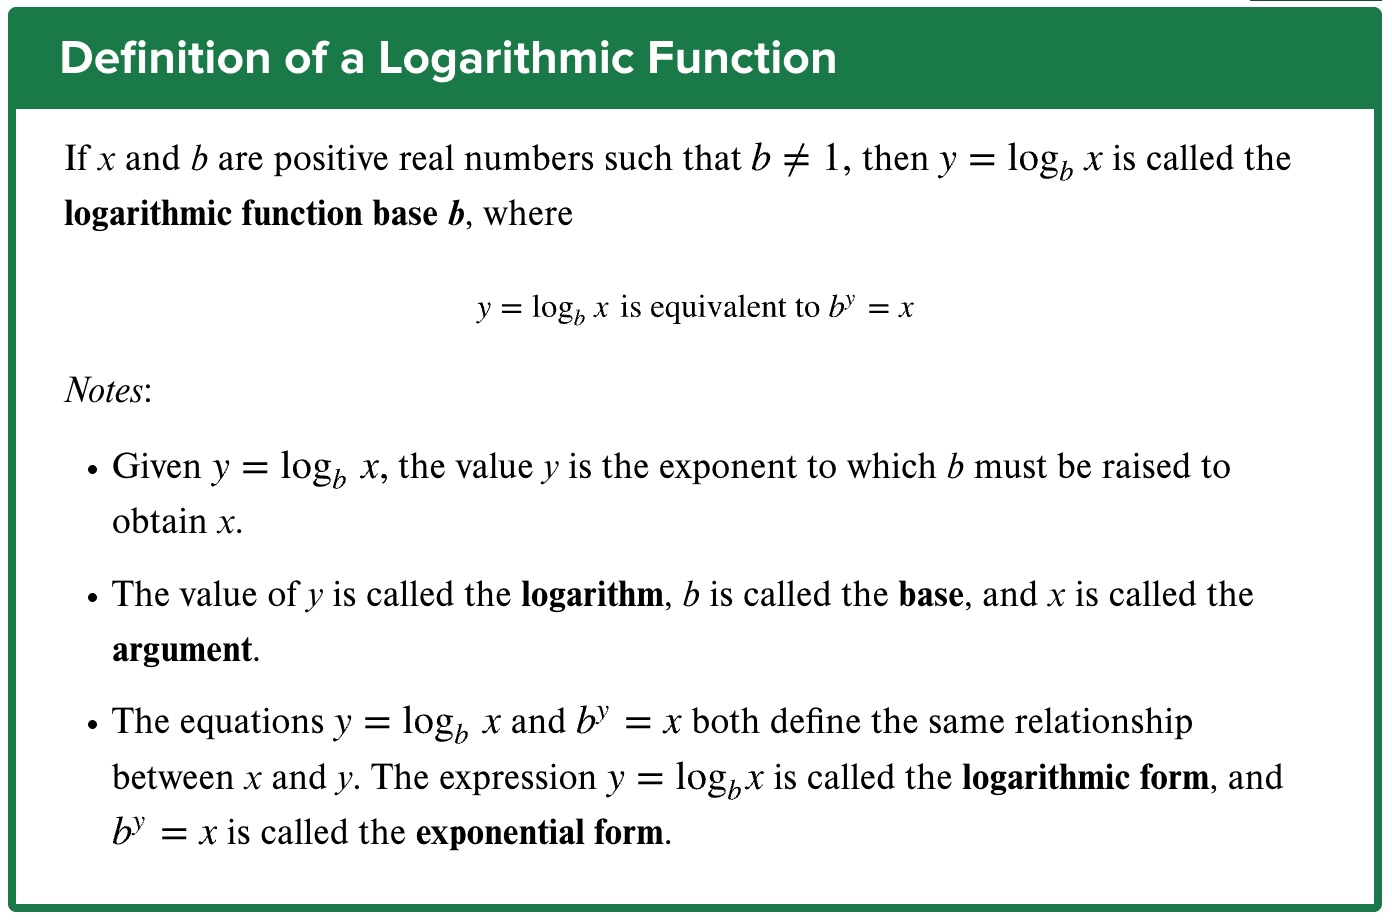 Definition of a Logarithmic Function
If x and b are positive real numbers such that b ≠ 1, then y = log_b x is called the
logarithmic function base b, where
y = log_b x is equivalent to b^y = x
Notes:
• Given y = log_b x, the value y is the exponent to which b must be raised to
obtain x.
• The value of y is called the logarithm, b is called the base, and x is called the
argument.
• The equations y = log_b x and b^y = x both define the same relationship
between x and y. The expression y = log_b x is called the logarithmic form, and
b^y = x is called the exponential form.